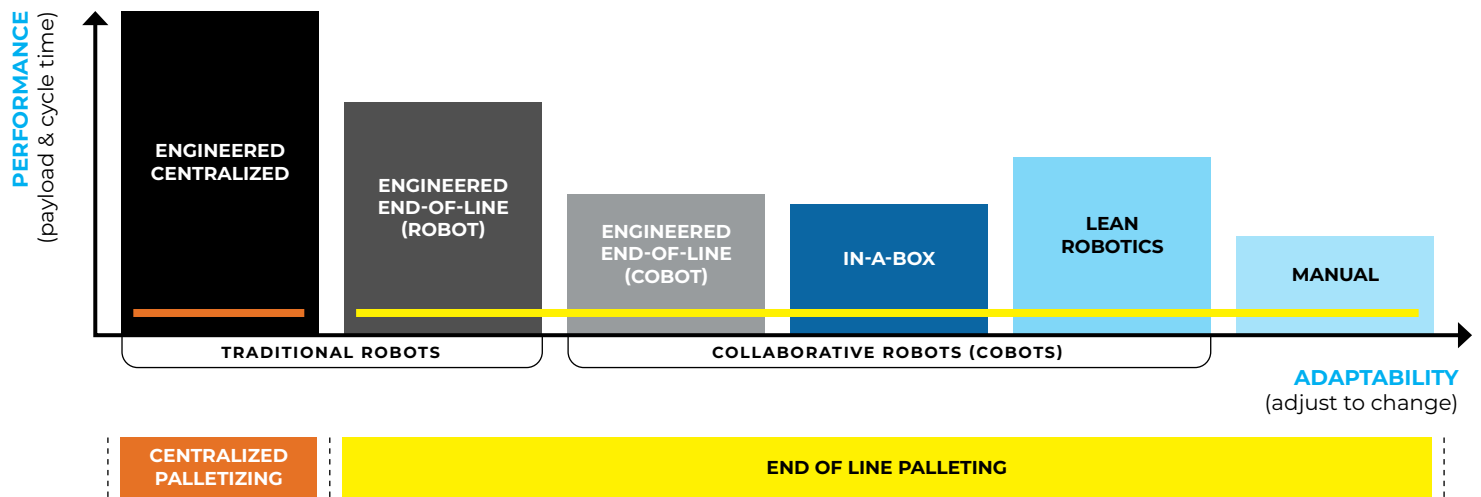 PERFORMANCE
(payload & cycle time)
ENGINEERED
CENTRALIZED
ENGINEERED
END-OF-LINE
(ROBOT)
ENGINEERED
END-OF-LINE
(COBOT)
IN-A-BOX
LEAN
ROBOTICS
MANUAL
TRADITIONAL ROBOTS
COLLABORATIVE ROBOTS (COBOTS)
ADAPTABILITY
(adjust to change)
CENTRALIZED
PALLETIZING
END OF LINE PALLETING